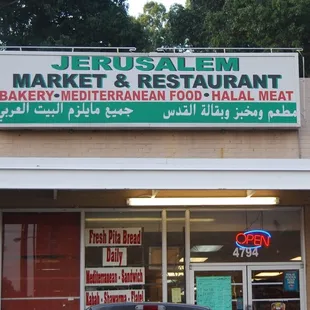 JERUSALEM
MARKET & RESTAURANT
BAKERY • MEDITERRANEAN FOOD • HALAL MEAT
مطعم ومخبز وبقالة القدس - جميع مايلزم البيت العربي
Fresh Pita Bread
Daily
OPEN
4794
Mediterranean - Sandwich
Kabab - Shawarma -